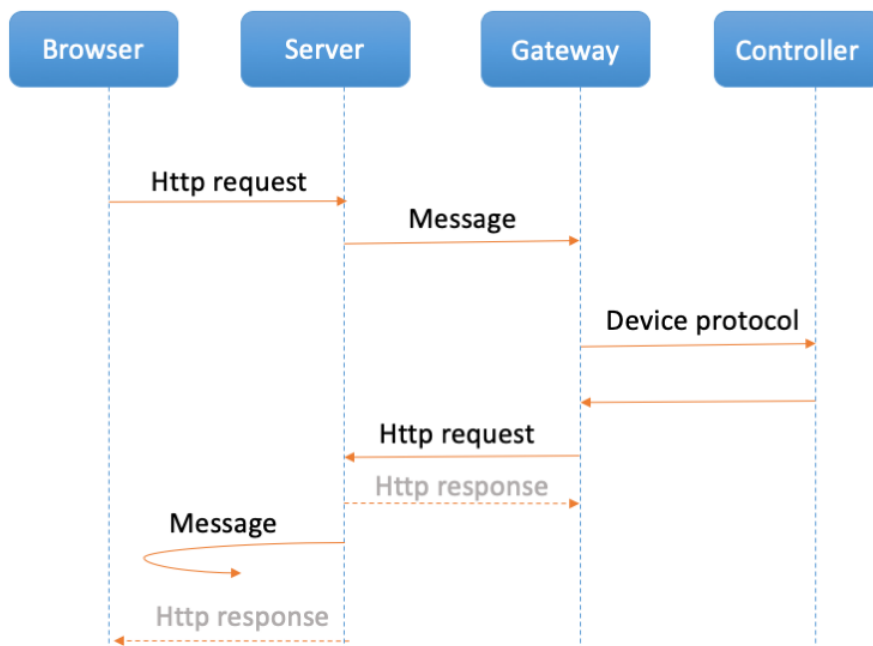 Browser
Server
Gateway
Controller
Http request
Message
Device protocol
Http request
Http response
Message
Http response